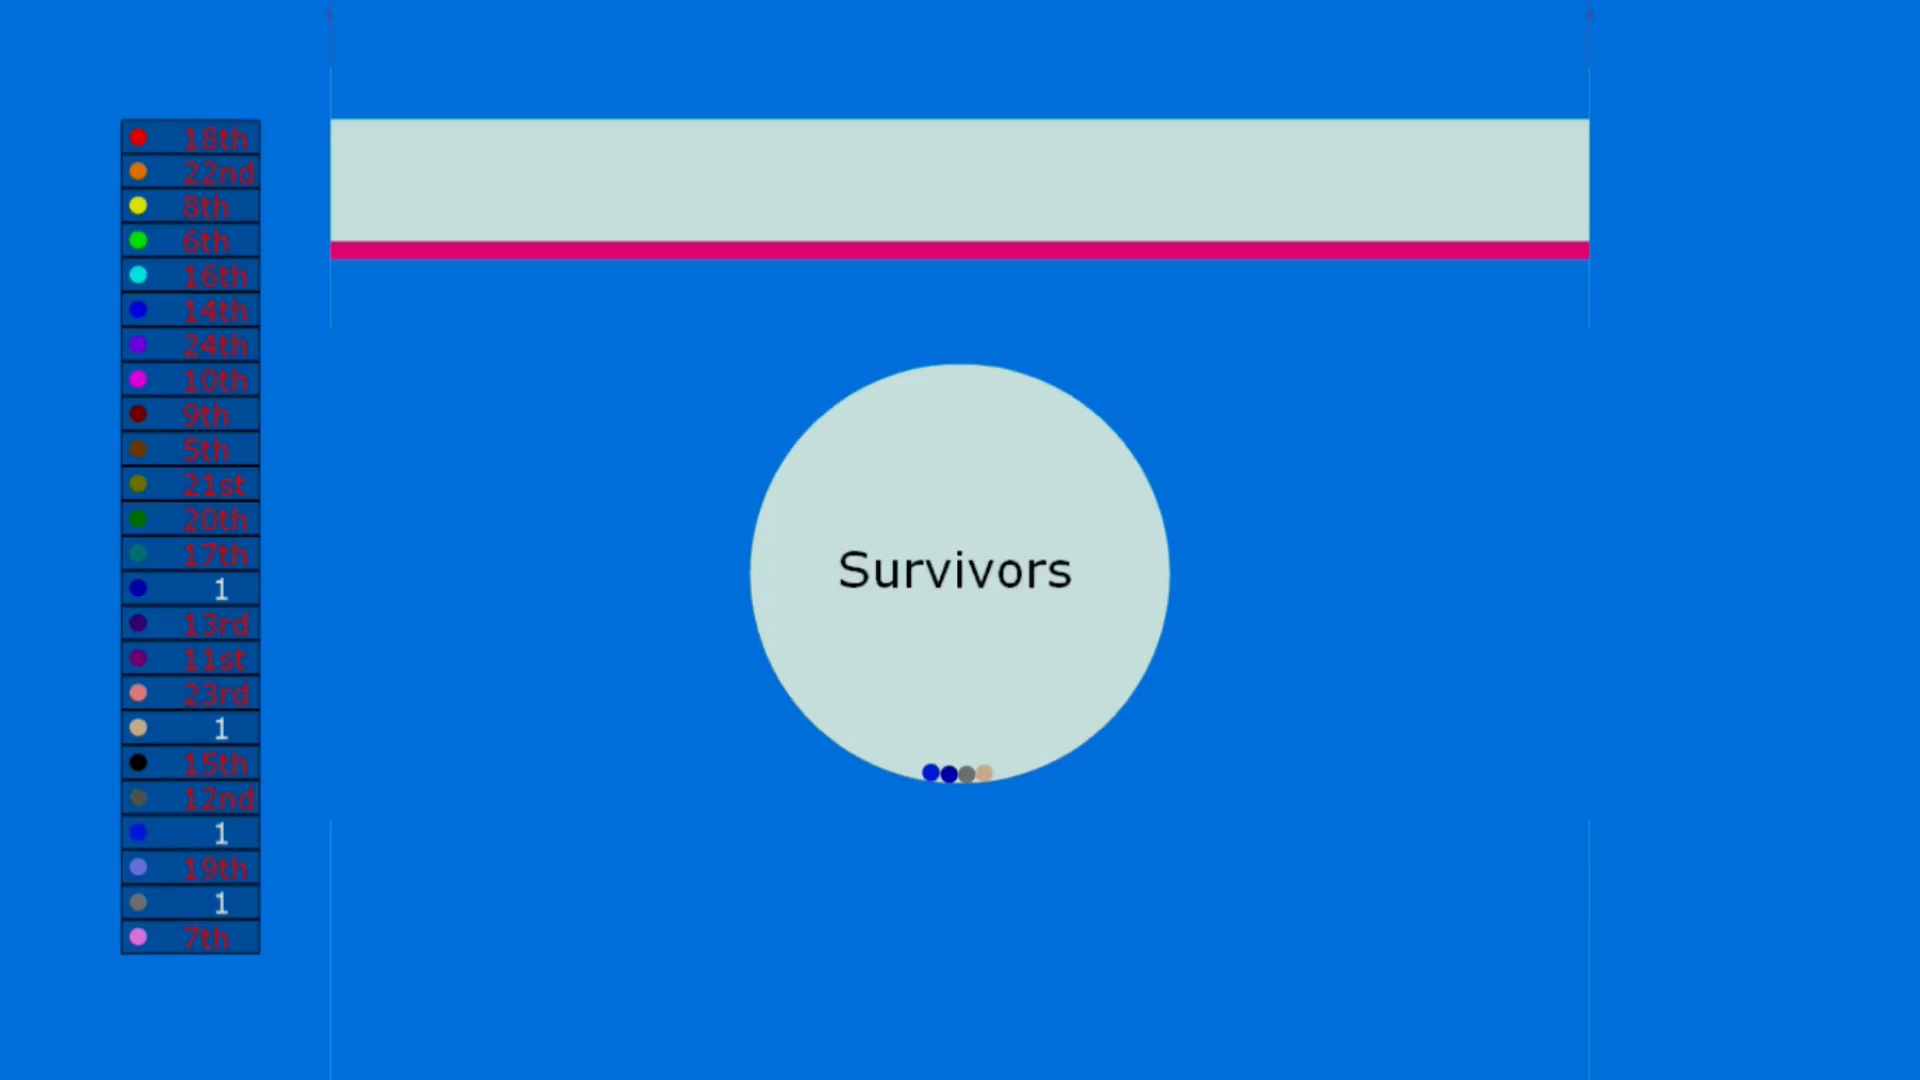 18th
22nd
8th
6th
16th
14th
24th
10th
9th
5th
21st
20th
17th
1
13rd
11st
23rd
1
15th
12nd
1
19th
1
7th
Survivors